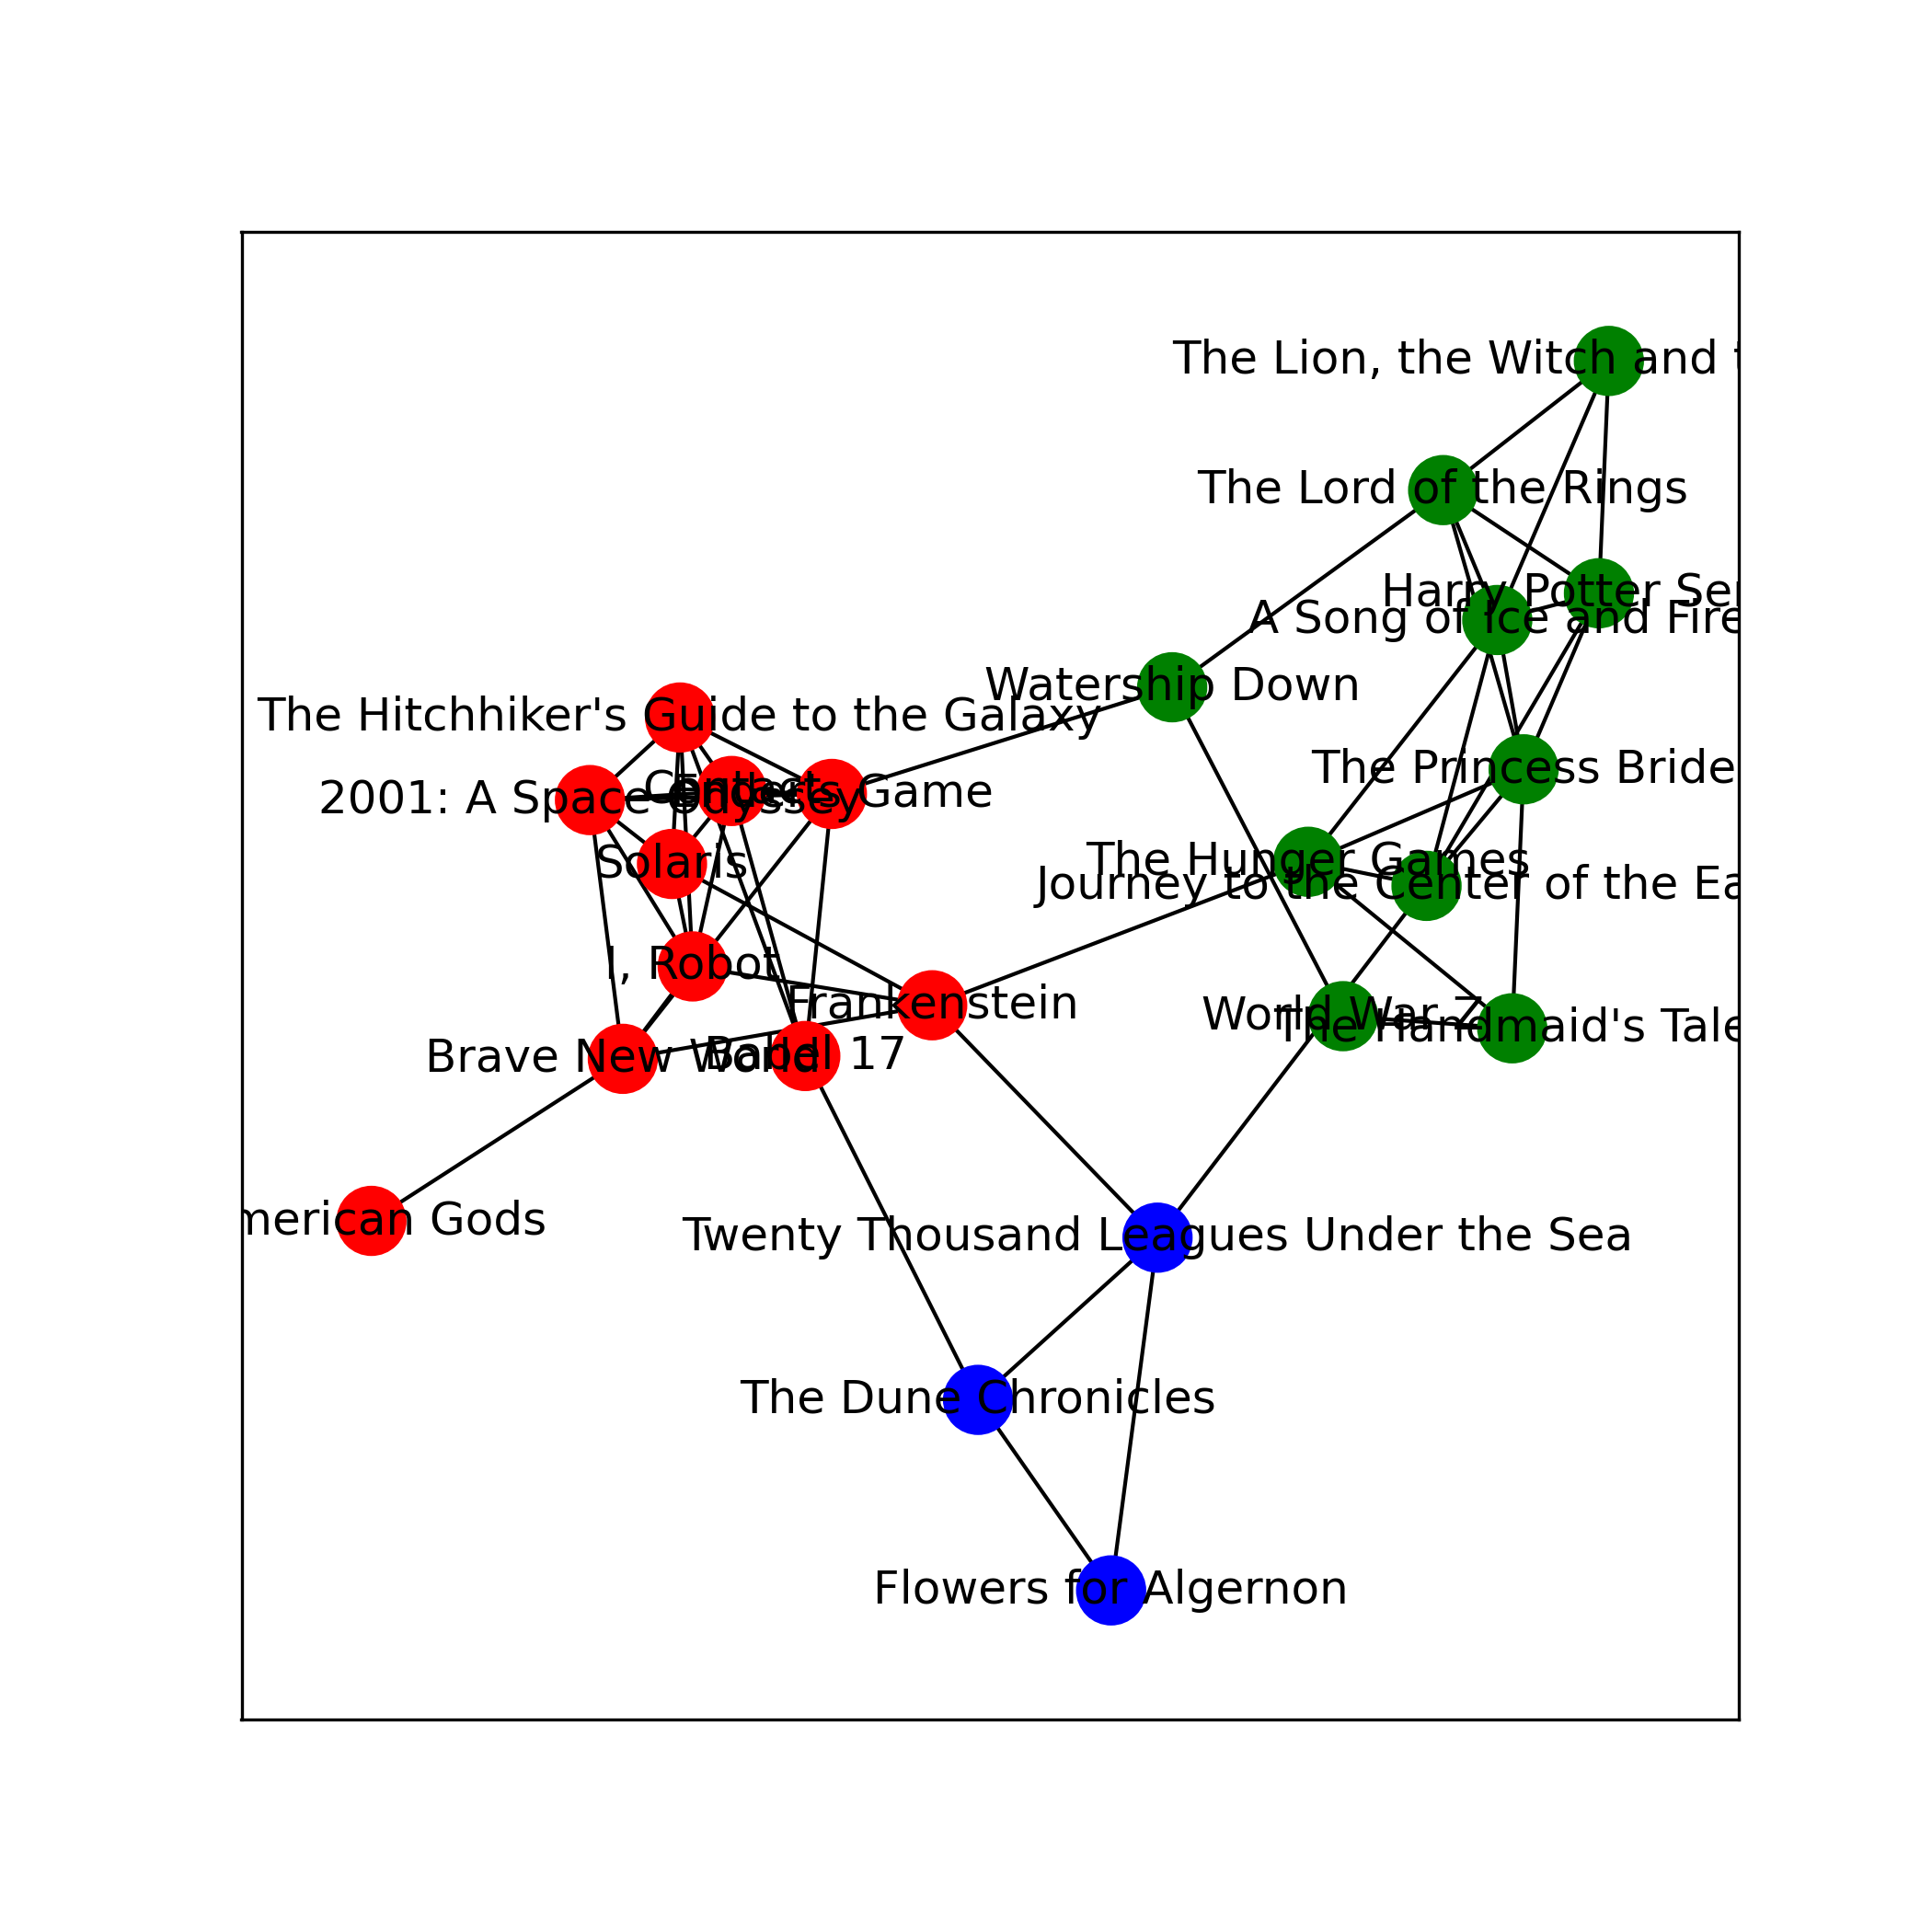 The Lion, the Witch and t
The Lord of the Rings
Harry Potter Ser
A Song of Ice and Fire
Watership Down
The Hitchhiker's Guide to the Galaxy
The Princess Bride
Contact
Ender's Game
2001: A Space Odyssey
Solaris
The Hunger Games
Journey to the Center of the Ea
I, Robot
Frankenstein
World War Z
The Handmaid's Tale
Brave New World
Babel 17
merican Gods
Twenty Thousand Leagues Under the Sea
The Dune Chronicles
Flowers for Algernon